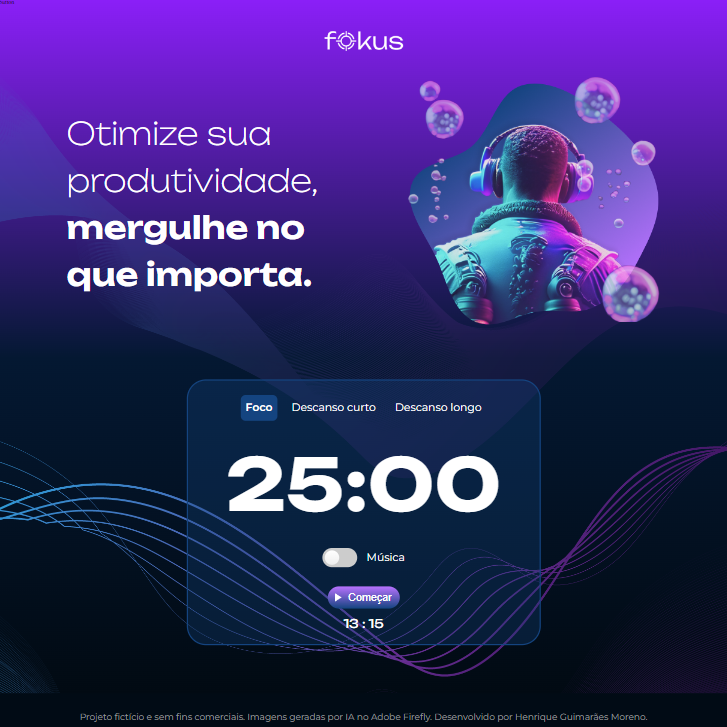 fokus
Otimize sua
produtividade,
mergulhe no
que importa.
Foco Descanso curto Descanso longo
25:00
Música
Começar
13 : 15
Projeto fictício e sem fins comerciais. Imagens geradas por IA no Adobe Firefly. Desenvolvido por Henrique Guimarães Moreno.